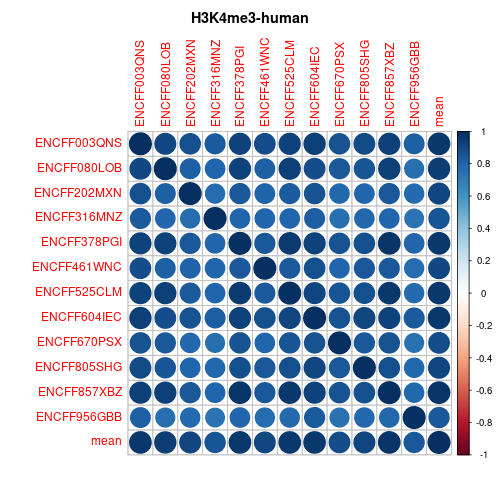 H3K4me3-human
ENCFF003QNS
ENCFF080LOB
ENCFF202MXN
ENCFF316MNZ
ENCFF378PGI
ENCFF461WNC
ENCFF525CLM
ENCFF604IEC
ENCFF670PSX
ENCFF805SHG
ENCFF857XBZ
ENCFF956GBB
mean
ENCFF003QNS
ENCFF080LOB
ENCFF202MXN
ENCFF316MNZ
ENCFF378PGI
ENCFF461WNC
ENCFF525CLM
ENCFF604IEC
ENCFF670PSX
ENCFF805SHG
ENCFF857XBZ
ENCFF956GBB
mean
1
0.8
0.6
0.4
0.2
0
-0.2
-0.4
-0.6
-0.8
-1